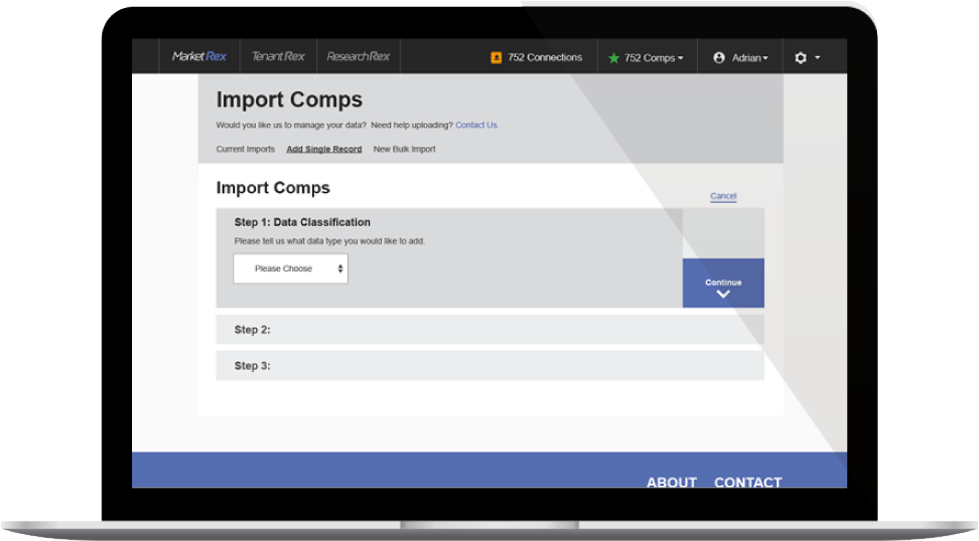 MarketRex TenantRex ResearchRex 752 Connections 752 Comps Adrian
Import Comps
Would you like us to manage your data? Need help uploading? Contact Us.
Current Imports Add Single Record New Bulk Import
Import Comps
Cancel
Step 1: Data Classification
Please tell us what data type you would like to add.
Please Choose
Continue
Step 2:
Step 3:
ABOUT CONTACT